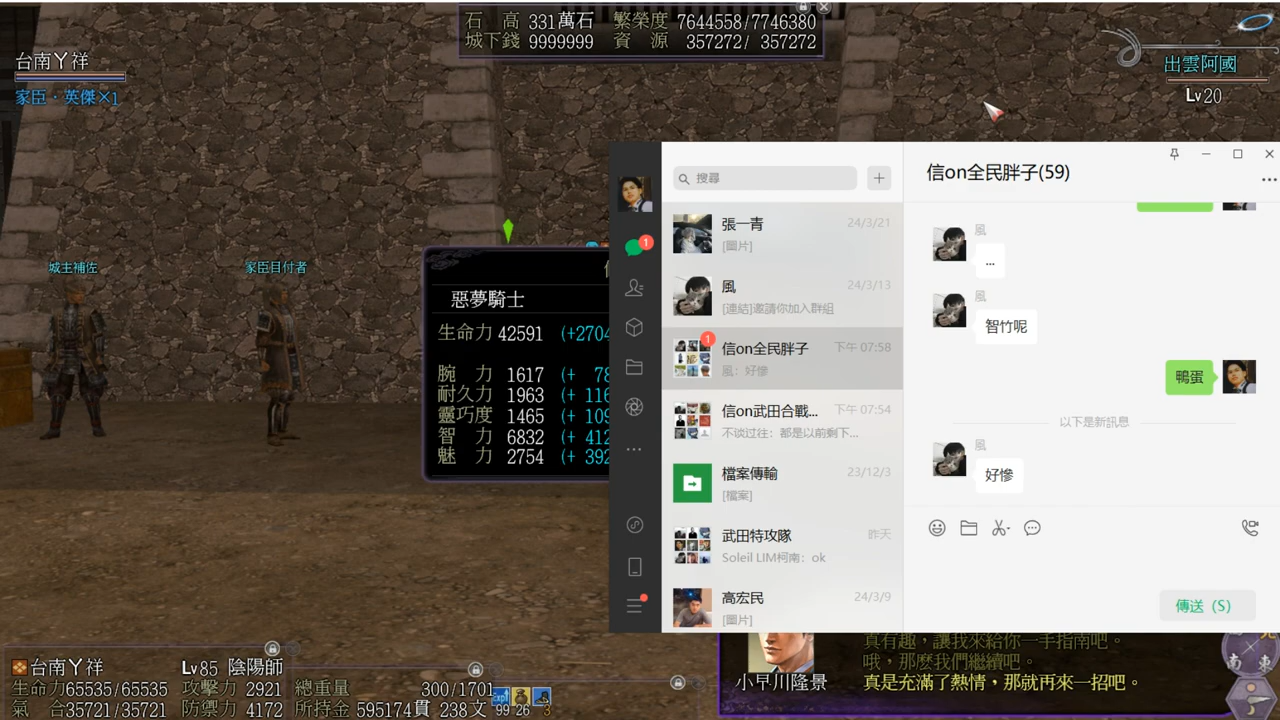 石 高 331萬石 繁榮度 7644558/7746380
城下錢 9999999 資 源 357272/ 357272
台南丫祥
家臣・英傑×1
出雲阿國
Lv20
城主補佐
家臣目付者
惡夢騎士
生命力 42591 (+2704
腕 力 1617 (+ 78
耐久力 1963 (+ 116
靈巧度 1465 (+ 109
智 力 6832 (+ 412
魅 力 2754 (+ 392
搜尋
1
張一青 24/3/21
[圖片]
風 24/3/13
[連結]邀請你加入群組
1
信on全民胖子 下午 07:58
風: 好慘
信on武田合戰... 下午 07:54
不谈过往: 都是以前剩下...
檔案傳輸 23/12/3
[檔案]
武田特攻隊 昨天
Soleil LIM柯南: ok
高宏民 24/3/9
[圖片]
信on全民胖子(59)
風
...
風
智竹呢
鴨蛋
以下是新訊息
風
好慘
傳送（S）
台南丫祥 Lv85 陰陽師
生命力65535/65535 攻擊力 2921 總重量 300/1701
氣 合35721/35721 防禦力 4172 所持金 595174貫 238文
99 26 3
小早川隆景
真有趣，讓我來給你一手指南吧。
哦，那麼我們繼續吧。
真是充滿了熱情，那就再來一招吧。
南 東